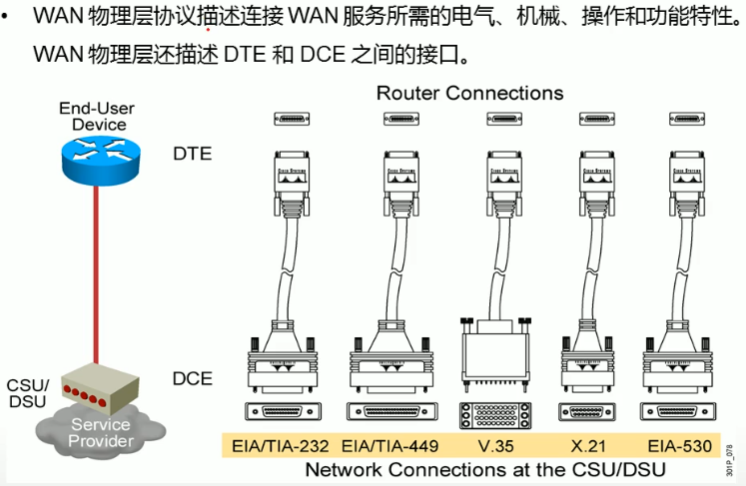 • WAN 物理层协议描述连接 WAN 服务所需的电气、机械、操作和功能特性。
WAN 物理层还描述 DTE 和 DCE 之间的接口。
Router Connections
End-User
Device
DTE
CSU/
DSU
DCE
Service
Provider
EIA/TIA-232 EIA/TIA-449 V.35 X.21 EIA-530
Network Connections at the CSU/DSU
301P_078